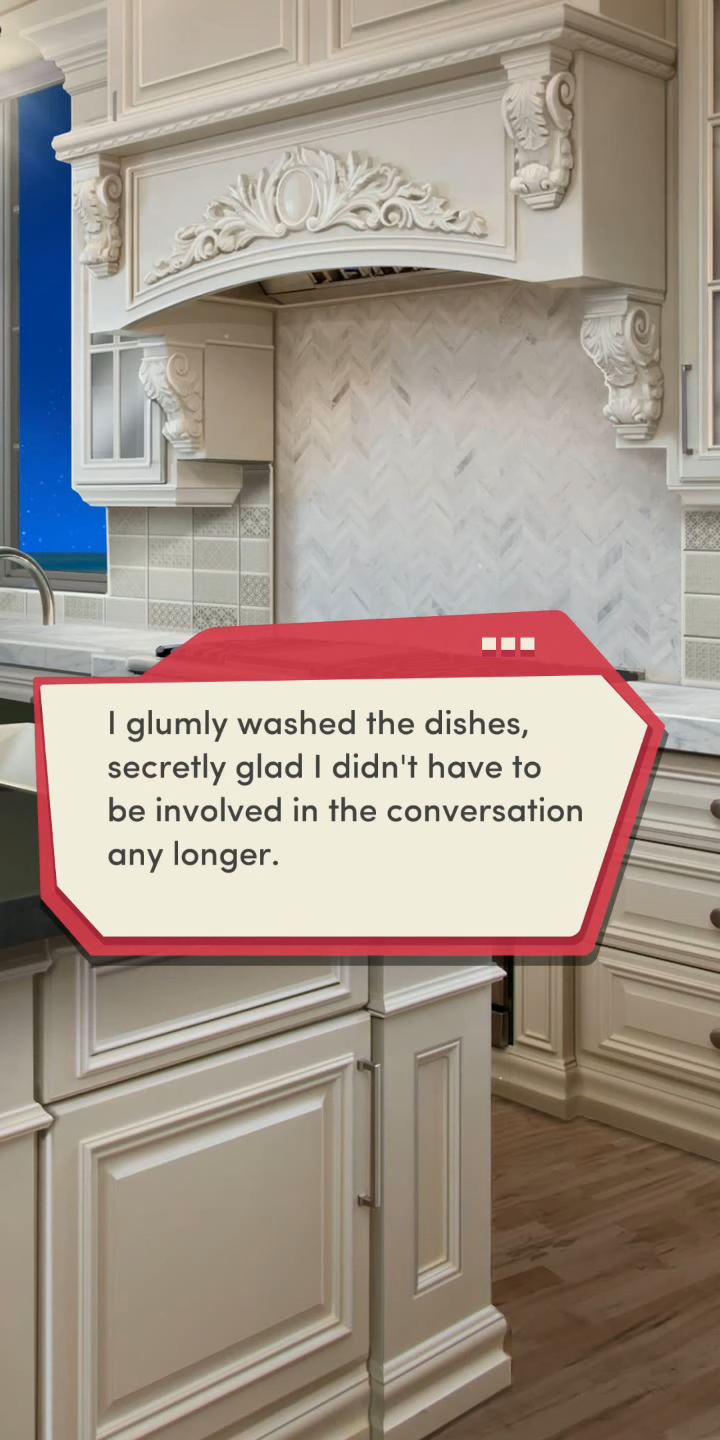 I glumly washed the dishes,
secretly glad I didn't have to
be involved in the conversation
any longer.